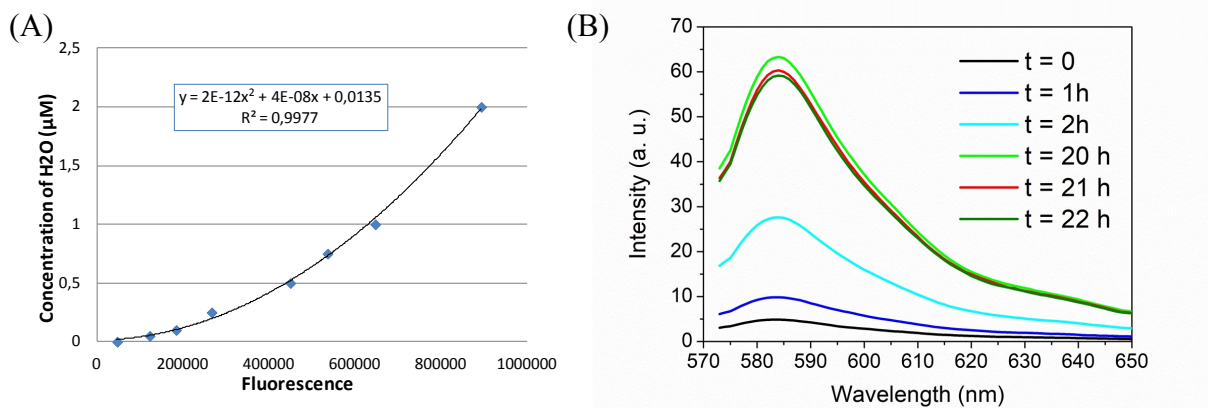 (A)
2,5
2
1,5
1
0,5
0
Concentration of H2O (µM)
y = 2E-12x² + 4E-08x + 0,0135
R² = 0,9977
0 200000 400000 600000 800000 1000000
Fluorescence
(B)
70
60
50
40
30
20
10
0
Intensity (a. u.)
t = 0
t = 1h
t = 2h
t = 20 h
t = 21 h
t = 22 h
570 580 590 600 610 620 630 640 650
Wavelength (nm)